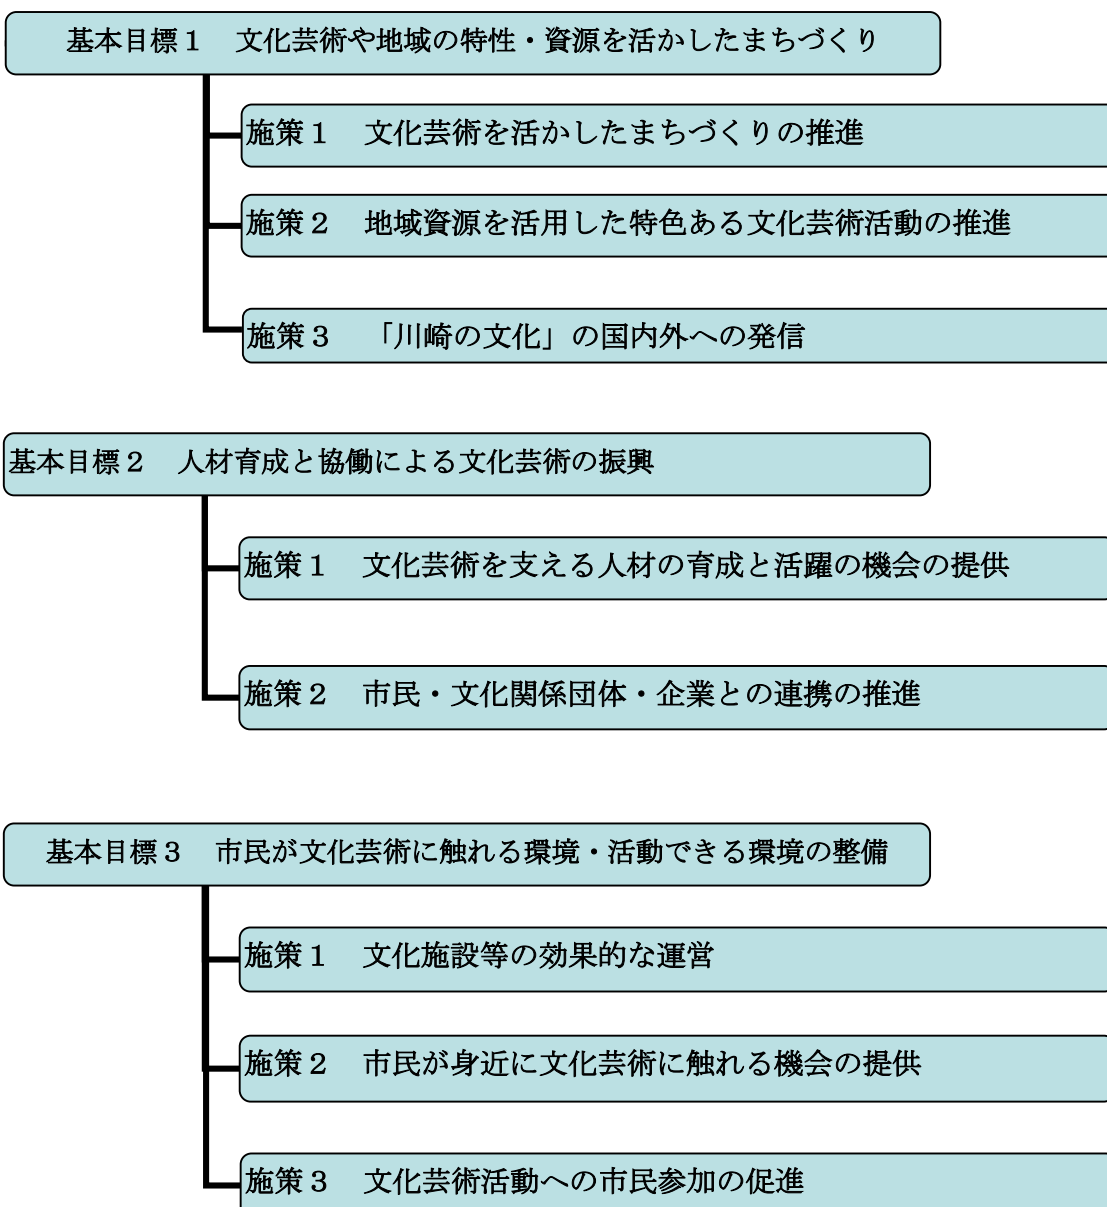 基本目標１　文化芸術や地域の特性・資源を活かしたまちづくり
施策１　文化芸術を活かしたまちづくりの推進
施策２　地域資源を活用した特色ある文化芸術活動の推進
施策３　「川崎の文化」の国内外への発信
基本目標２　人材育成と協働による文化芸術の振興
施策１　文化芸術を支える人材の育成と活躍の機会の提供
施策２　市民・文化関係団体・企業との連携の推進
基本目標３　市民が文化芸術に触れる環境・活動できる環境の整備
施策１　文化施設等の効果的な運営
施策２　市民が身近に文化芸術に触れる機会の提供
施策３　文化芸術活動への市民参加の促進